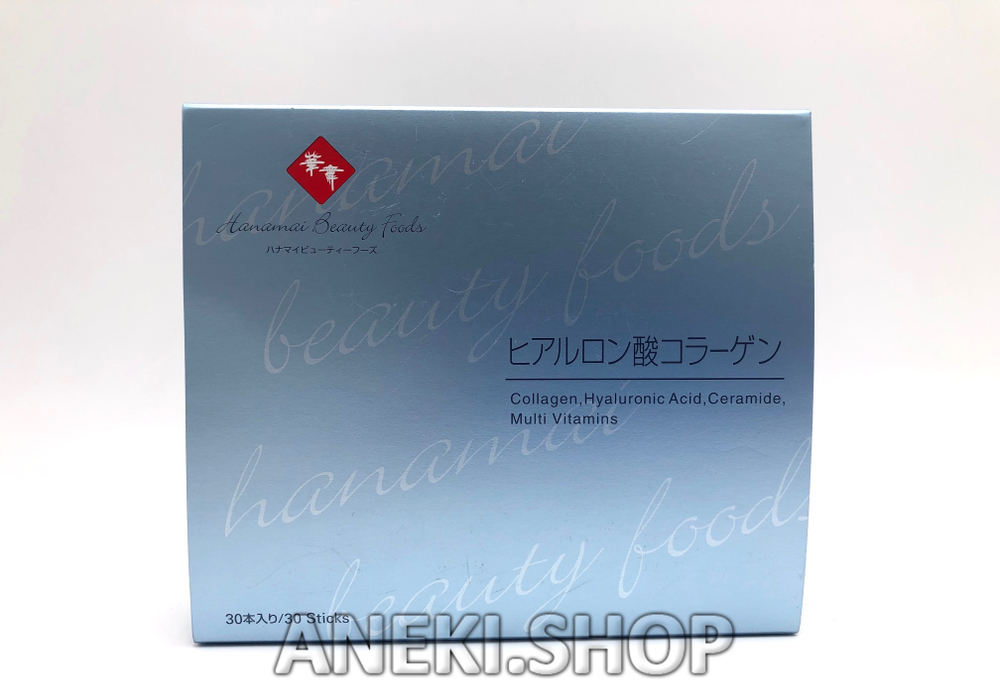 華舞
Hanamai Beauty Foods
ハナマイビューティーフーズ
hanamai
beauty foods
ヒアルロン酸コラーゲン
Collagen,Hyaluronic Acid,Ceramide,
Multi Vitamins
hanamai
beauty foods
30本入り/30 Sticks
ANEKI.SHOP